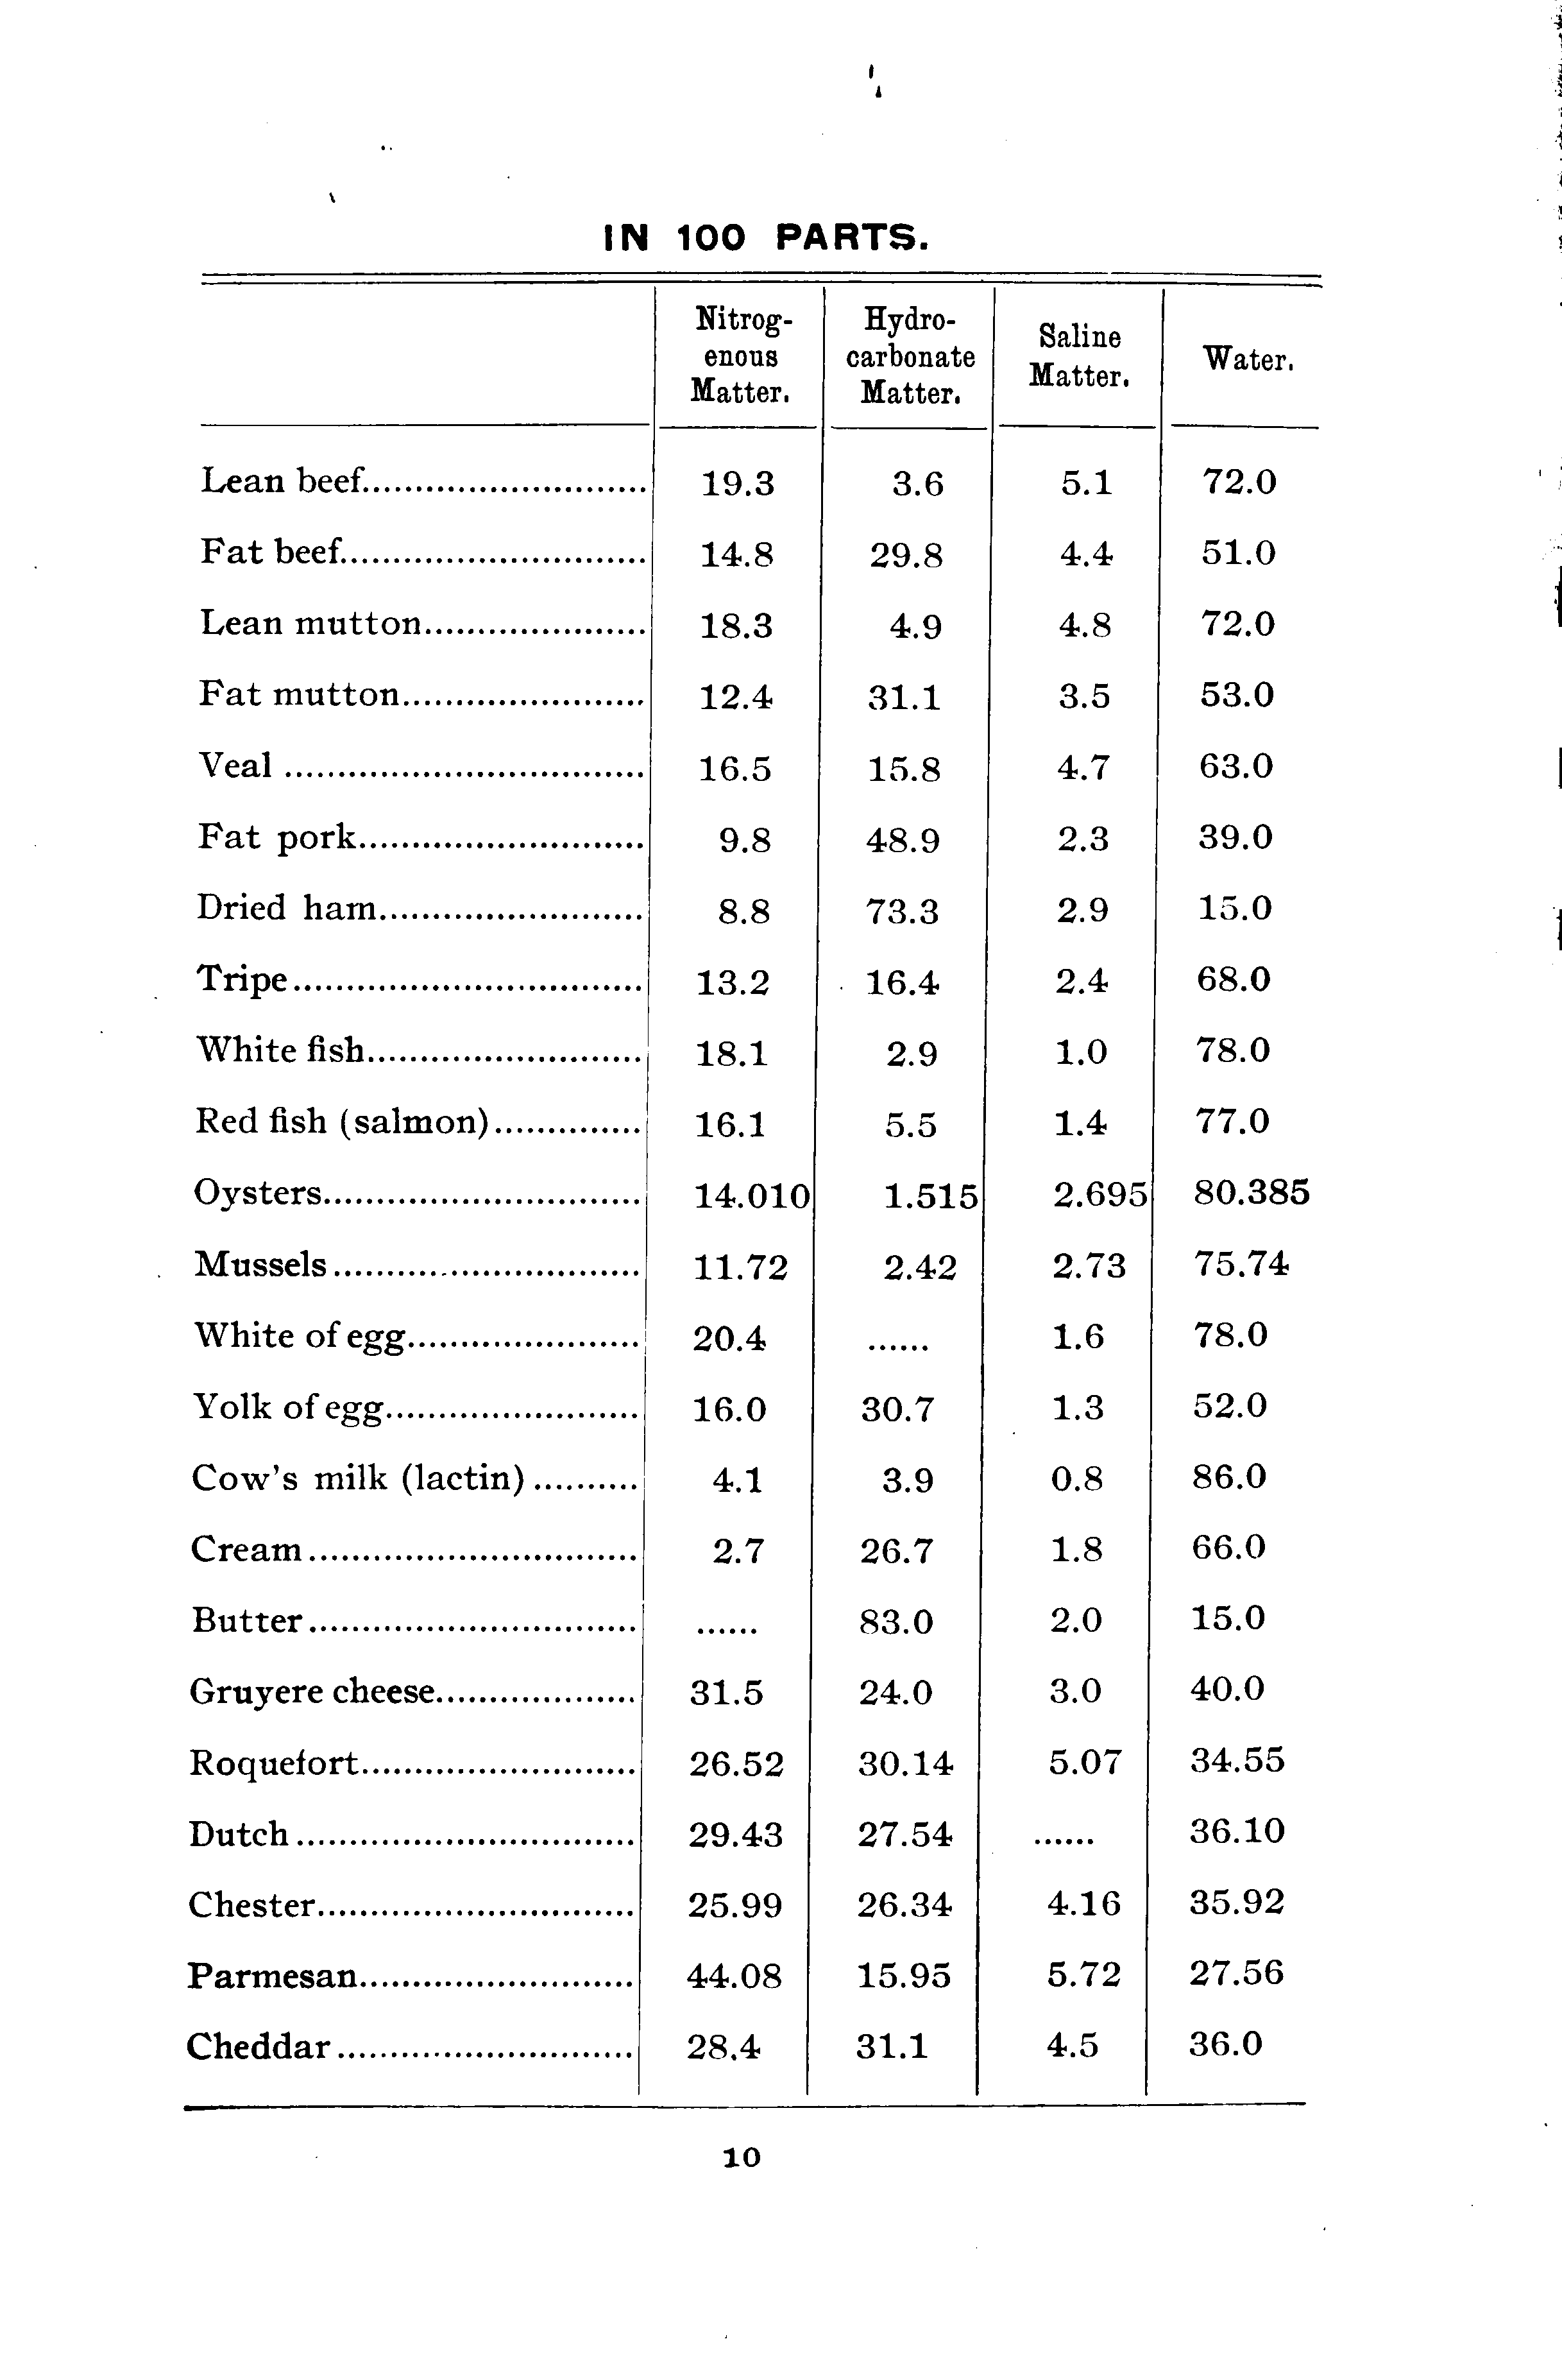 IN 100 PARTS.
Nitrog-
enous
Matter.
Hydro-
carbonate
Matter.
Saline
Matter.
Water.
Lean beef........................... 19.3 3.6 5.1 72.0
Fat beef............................. 14.8 29.8 4.4 51.0
Lean mutton..................... 18.3 4.9 4.8 72.0
Fat mutton....................... 12.4 31.1 3.5 53.0
Veal .................................. 16.5 15.8 4.7 63.0
Fat pork........................... 9.8 48.9 2.3 39.0
Dried ham......................... 8.8 73.3 2.9 15.0
Tripe................................. 13.2 16.4 2.4 68.0
White fish.......................... 18.1 2.9 1.0 78.0
Red fish (salmon).............. 16.1 5.5 1.4 77.0
Oysters.............................. 14.010 1.515 2.695 80.385
Mussels ............................. 11.72 2.42 2.73 75.74
White of egg...................... 20.4 ...... 1.6 78.0
Yolk of egg........................ 16.0 30.7 1.3 52.0
Cow's milk (lactin) .......... 4.1 3.9 0.8 86.0
Cream ............................... 2.7 26.7 1.8 66.0
Butter ............................... ...... 83.0 2.0 15.0
Gruyere cheese................... 31.5 24.0 3.0 40.0
Roquefort.......................... 26.52 30.14 5.07 34.55
Dutch ................................ 29.43 27.54 ...... 36.10
Chester.............................. 25.99 26.34 4.16 35.92
Parmesan.......................... 44.08 15.95 5.72 27.56
Cheddar ............................ 28.4 31.1 4.5 36.0
10